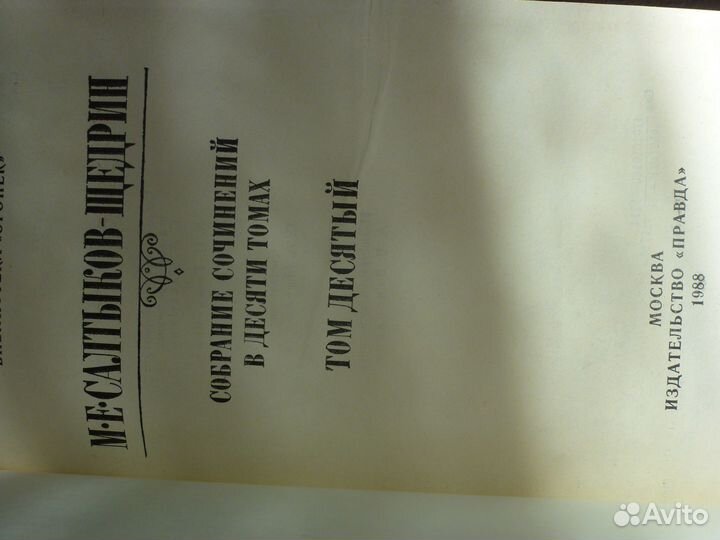 М·Е·САЛТЫКОВ-ЩЕДРИН
СОБРАНИЕ СОЧИНЕНИЙ
В ДЕСЯТИ ТОМАХ
ТОМ ДЕСЯТЫЙ
МОСКВА
ИЗДАТЕЛЬСТВО «ПРАВДА»
1988
Avito